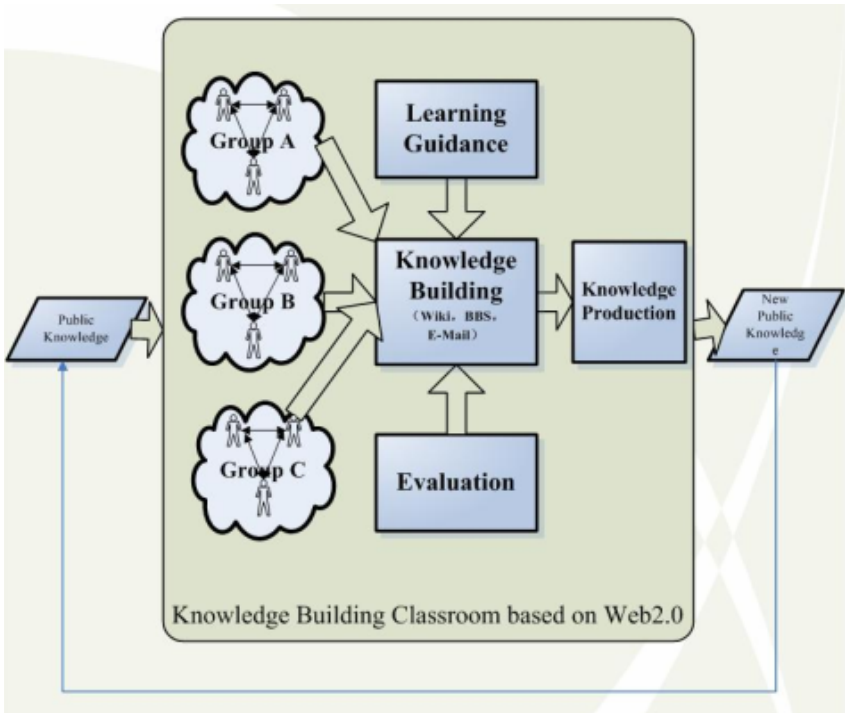 Group A
Learning
Guidance
Group B
Knowledge
Building
（Wiki，BBS，
E-Mail）
Knowledge
Production
Public
Knowledge
New
Public
Knowledg
e
Group C
Evaluation
Knowledge Building Classroom based on Web2.0